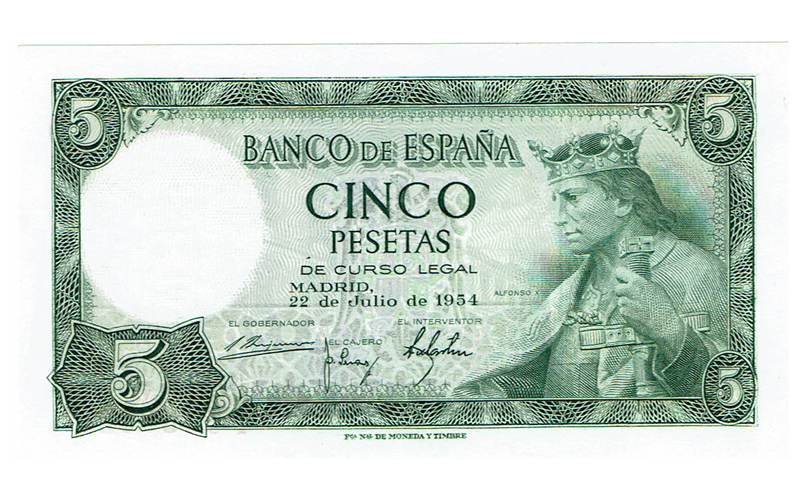 5 5
BANCO DE ESPAÑA
CINCO
PESETAS
DE CURSO LEGAL
MADRID,
22 de Julio de 1954
ALFONSO X
EL GOBERNADOR
EL INTERVENTOR
EL CAJERO
5 5
Fca. Nal. DE MONEDA Y TIMBRE